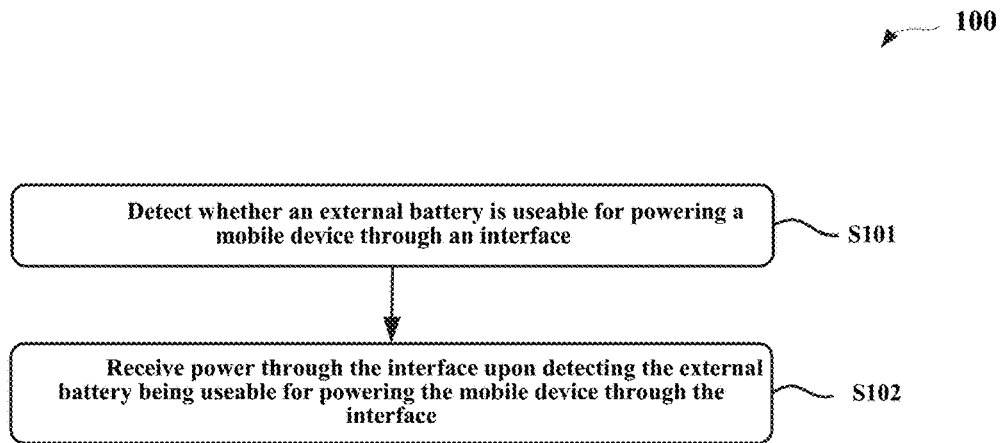 100
Detect whether an external battery is useable for powering a
mobile device through an interface
S101
Receive power through the interface upon detecting the external
battery being useable for powering the mobile device through the
interface
S102